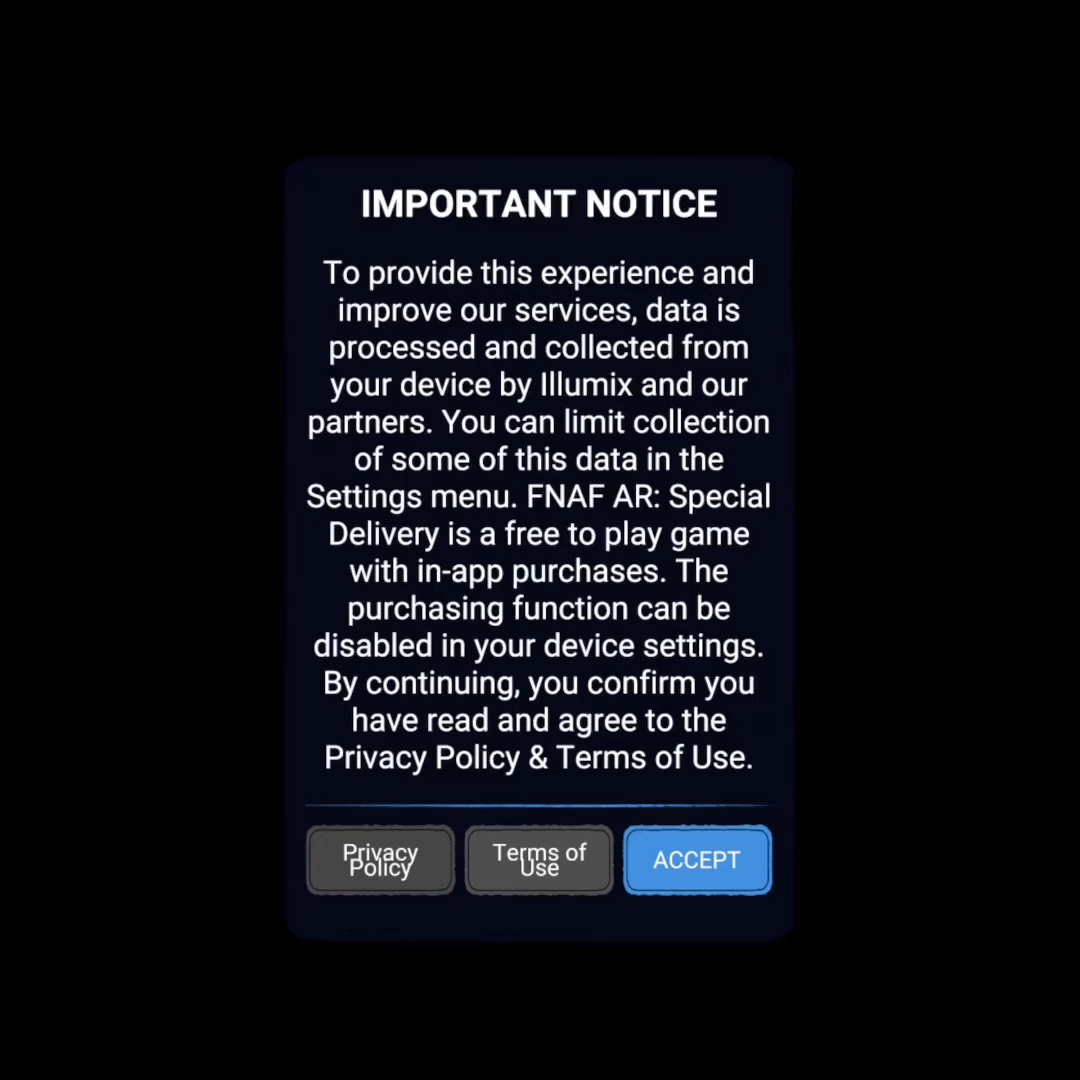 IMPORTANT NOTICE
To provide this experience and
improve our services, data is
processed and collected from
your device by Illumix and our
partners. You can limit collection
of some of this data in the
Settings menu. FNAF AR: Special
Delivery is a free to play game
with in-app purchases. The
purchasing function can be
disabled in your device settings.
By continuing, you confirm you
have read and agree to the
Privacy Policy & Terms of Use.
Privacy
Policy
Terms of
Use
ACCEPT